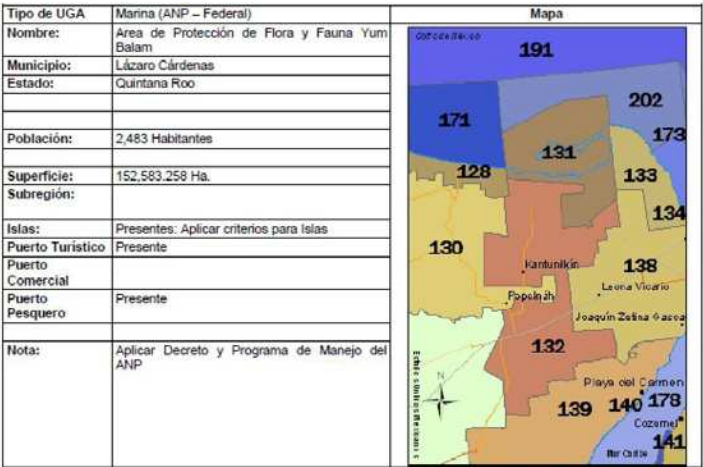 Tipo de UGA Marina (ANP – Federal) Mapa
Nombre: Area de Protección de Flora y Fauna Yum
Balam
Municipio: Lázaro Cárdenas
Estado: Quintana Roo
Población: 2,483 Habitantes
Superficie: 152,583.258 Ha.
Subregión:
Islas: Presentes: Aplicar criterios para Islas
Puerto Turístico Presente
Puerto
Comercial
Puerto Presente
Pesquero
Nota: Aplicar Decreto y Programa de Manejo del
ANP
191
202
171
173
131
128
133
134
130
138
Kantunilkín
Leona Vicario
Popolnáh
Joaquín Zetina Gasca
132
N
Playa del Carmen
139 140 178
Cozumel
141
Mar Caribe